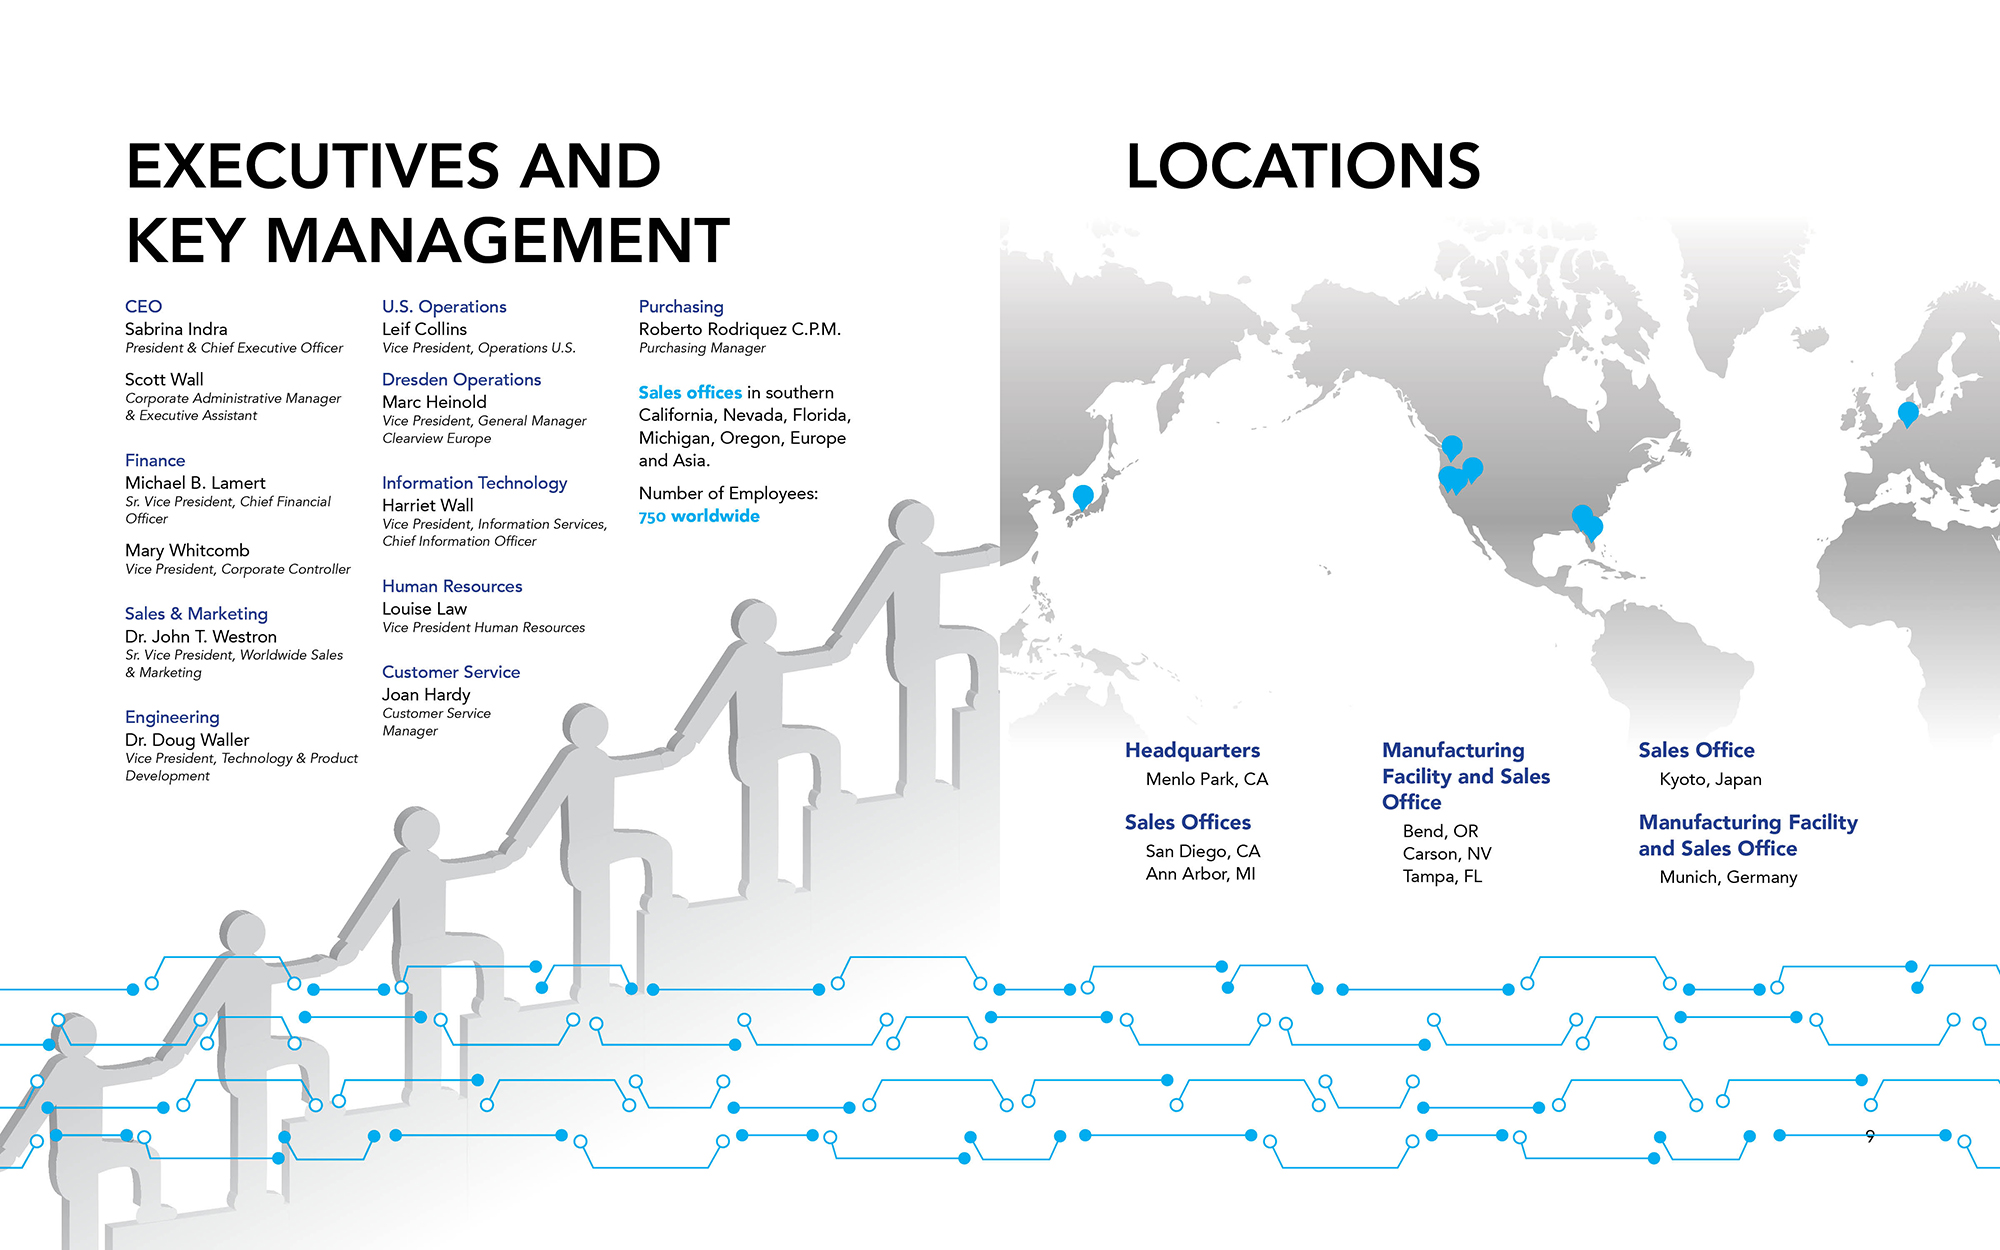 EXECUTIVES AND
KEY MANAGEMENT
CEO
Sabrina Indra
President & Chief Executive Officer
Scott Wall
Corporate Administrative Manager
& Executive Assistant
Finance
Michael B. Lamert
Sr. Vice President, Chief Financial
Officer
Mary Whitcomb
Vice President, Corporate Controller
Sales & Marketing
Dr. John T. Westron
Sr. Vice President, Worldwide Sales
& Marketing
Engineering
Dr. Doug Waller
Vice President, Technology & Product
Development
U.S. Operations
Leif Collins
Vice President, Operations U.S.
Dresden Operations
Marc Heinold
Vice President, General Manager
Clearview Europe
Information Technology
Harriet Wall
Vice President, Information Services,
Chief Information Officer
Human Resources
Louise Law
Vice President Human Resources
Customer Service
Joan Hardy
Customer Service
Manager
Purchasing
Roberto Rodriquez C.P.M.
Purchasing Manager
Sales offices in southern
California, Nevada, Florida,
Michigan, Oregon, Europe
and Asia.
Number of Employees:
750 worldwide
LOCATIONS
Headquarters
Menlo Park, CA
Sales Offices
San Diego, CA
Ann Arbor, MI
Manufacturing
Facility and Sales
Office
Bend, OR
Carson, NV
Tampa, FL
Sales Office
Kyoto, Japan
Manufacturing Facility
and Sales Office
Munich, Germany
9